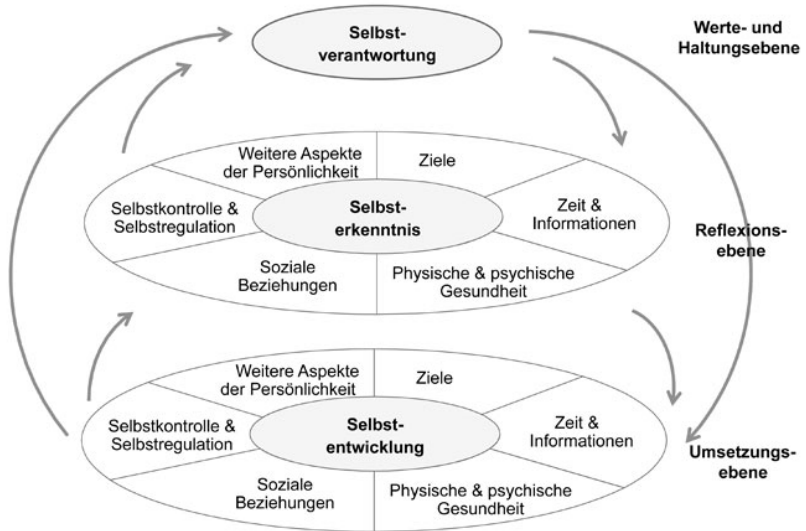 Selbst-
verantwortung
Werte- und
Haltungsebene
Weitere Aspekte
der Persönlichkeit
Ziele
Selbstkontrolle &
Selbstregulation
Selbst-
erkenntnis
Zeit &
Informationen
Reflexions-
ebene
Soziale
Beziehungen
Physische & psychische
Gesundheit
Weitere Aspekte
der Persönlichkeit
Ziele
Selbstkontrolle &
Selbstregulation
Selbst-
entwicklung
Zeit &
Informationen
Umsetzungs-
ebene
Soziale
Beziehungen
Physische & psychische
Gesundheit